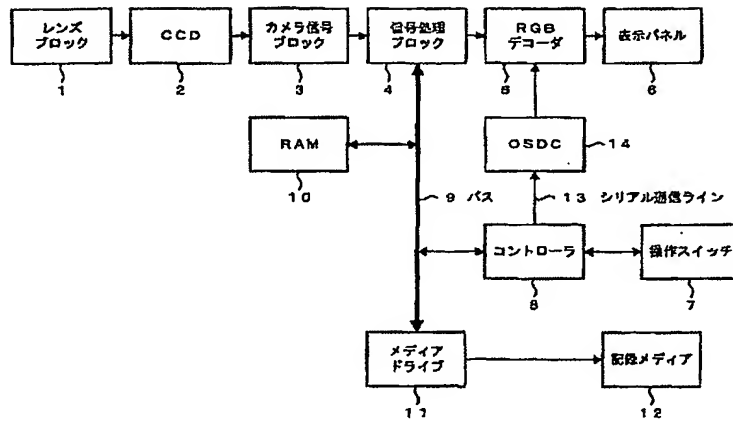 レンズ
ブロック
CCD
カメラ信号
ブロック
信号処理
ブロック
RGB
デコーダ
表示パネル
1
2
3
4
5
6
RAM
OSDC
14
10
9 バス
13 シリアル通信ライン
コントローラ
操作スイッチ
8
7
メディア
ドライブ
記録メディア
11
12